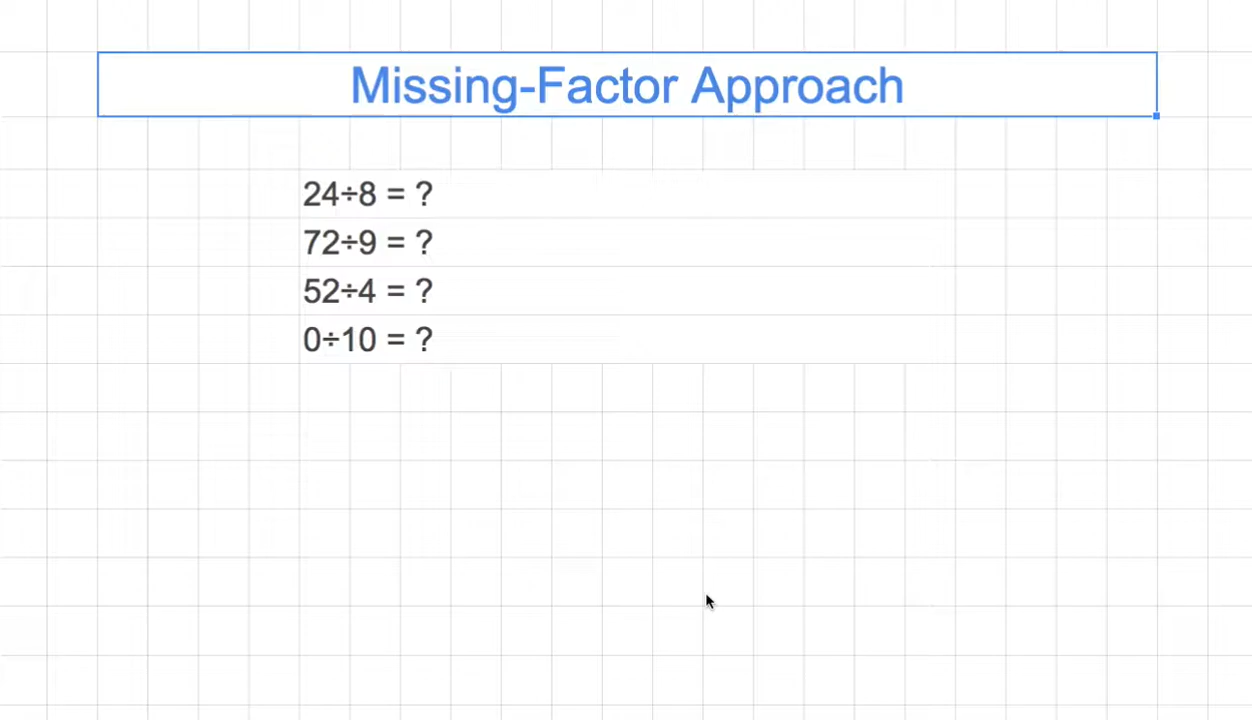 Missing-Factor Approach
24÷8 = ?
72÷9 = ?
52÷4 = ?
0÷10 = ?